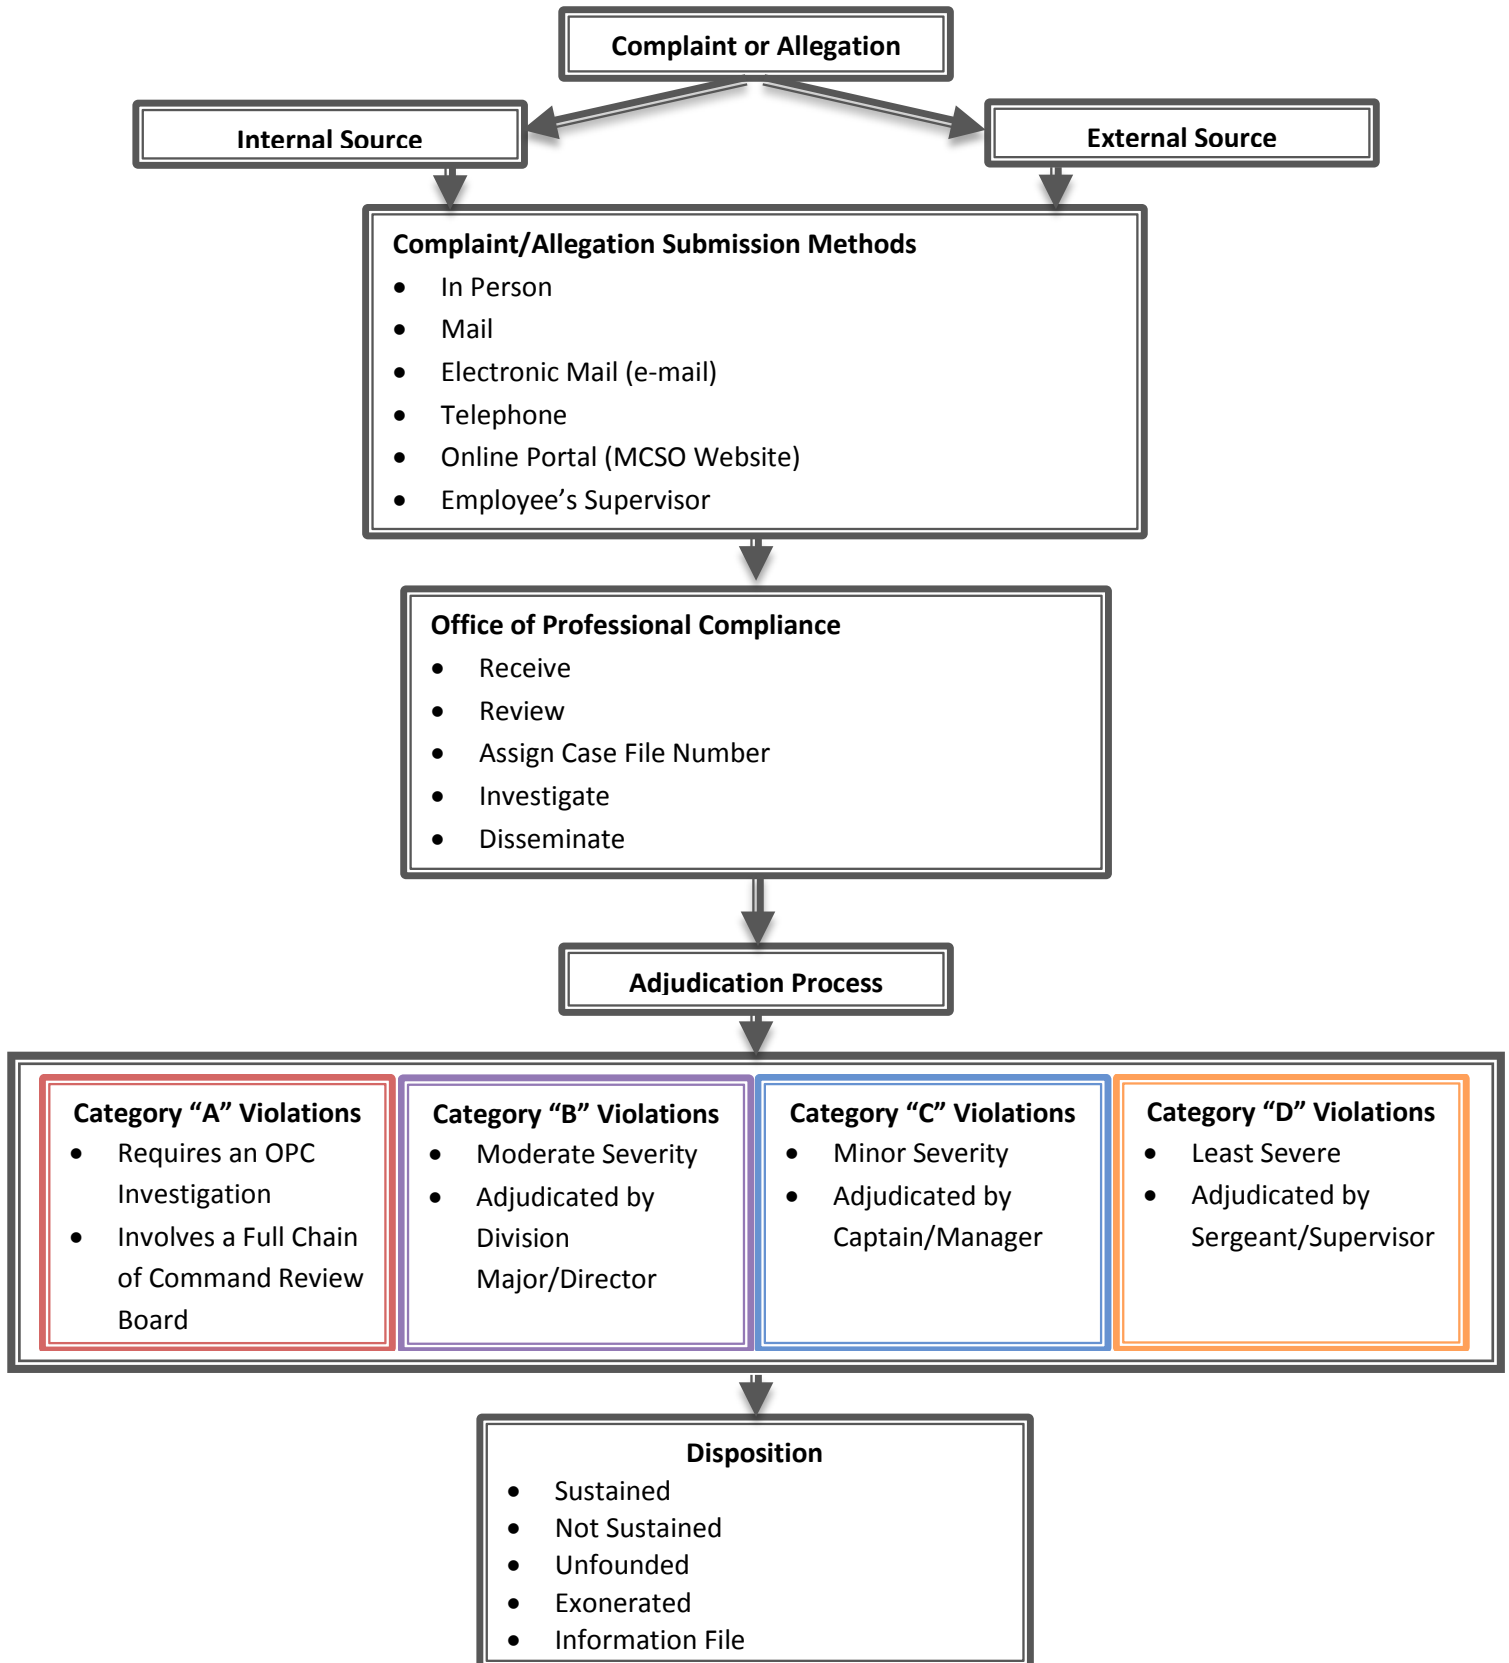 Complaint or Allegation
Internal Source
External Source
Complaint/Allegation Submission Methods
• In Person
• Mail
• Electronic Mail (e-mail)
• Telephone
• Online Portal (MCSO Website)
• Employee’s Supervisor
Office of Professional Compliance
• Receive
• Review
• Assign Case File Number
• Investigate
• Disseminate
Adjudication Process
Category “A” Violations
• Requires an OPC
Investigation
• Involves a Full Chain
of Command Review
Board
Category “B” Violations
• Moderate Severity
• Adjudicated by
Division
Major/Director
Category “C” Violations
• Minor Severity
• Adjudicated by
Captain/Manager
Category “D” Violations
• Least Severe
• Adjudicated by
Sergeant/Supervisor
Disposition
• Sustained
• Not Sustained
• Unfounded
• Exonerated
• Information File